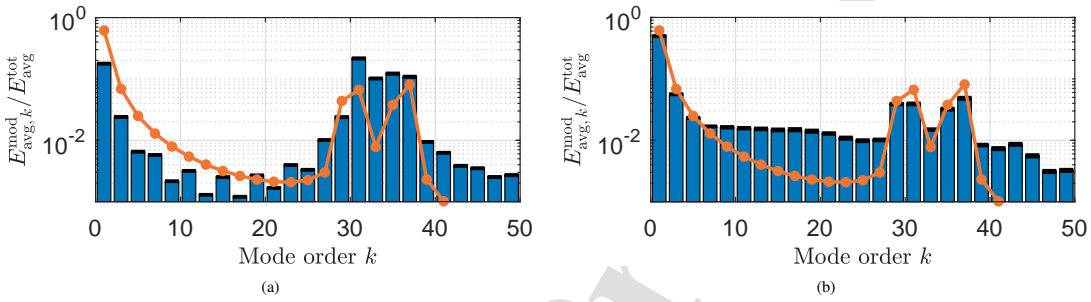 10^0
10^-2
E^mod_avg, k / E^tot_avg
0 10 20 30 40 50
Mode order k
(a)
10^0
10^-2
E^mod_avg, k / E^tot_avg
0 10 20 30 40 50
Mode order k
(b)